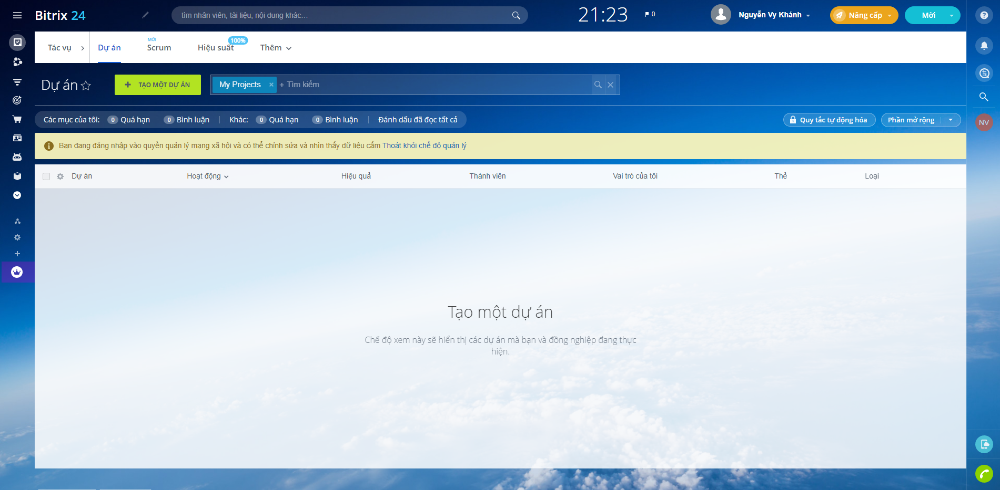 Bitrix 24
tìm nhân viên, tài liệu, nội dung khác...
21:23
0
Nguyễn Vy Khánh
Nâng cấp
Mời
Tác vụ
Dự án
MỚI
Scrum
Hiệu suất
100%
Thêm
Dự án
TẠO MỘT DỰ ÁN
My Projects
+ Tìm kiếm
Các mục của tôi: 0 Quá hạn 0 Bình luận Khác: 0 Quá hạn 0 Bình luận Đánh dấu đã đọc tất cả
Quy tắc tự động hóa
Phần mở rộng
NV
Bạn đang đăng nhập vào quyền quản lý mạng xã hội và có thể chỉnh sửa và nhìn thấy dữ liệu cấm Thoát khỏi chế độ quản lý
Dự án Hoạt động Hiệu quả Thành viên Vai trò của tôi Thẻ Loại
Tạo một dự án
Chế độ xem này sẽ hiển thị các dự án mà bạn và đồng nghiệp đang thực
hiện.